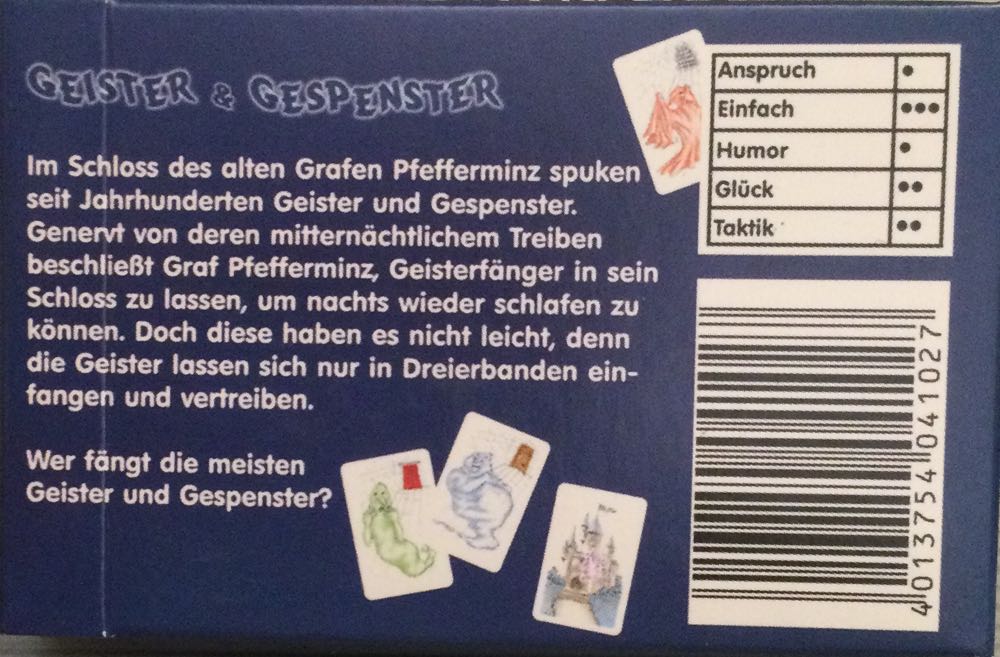 GEISTER & GESPENSTER
Im Schloss des alten Grafen Pfefferminz spuken
seit Jahrhunderten Geister und Gespenster.
Genervt von deren mitternächtlichem Treiben
beschließt Graf Pfefferminz, Geisterfänger in sein
Schloss zu lassen, um nachts wieder schlafen zu
können. Doch diese haben es nicht leicht, denn
die Geister lassen sich nur in Dreierbanden ein-
fangen und vertreiben.
Wer fängt die meisten
Geister und Gespenster?
Anspruch •
Einfach •••
Humor •
Glück ••
Taktik ••
4013754041027